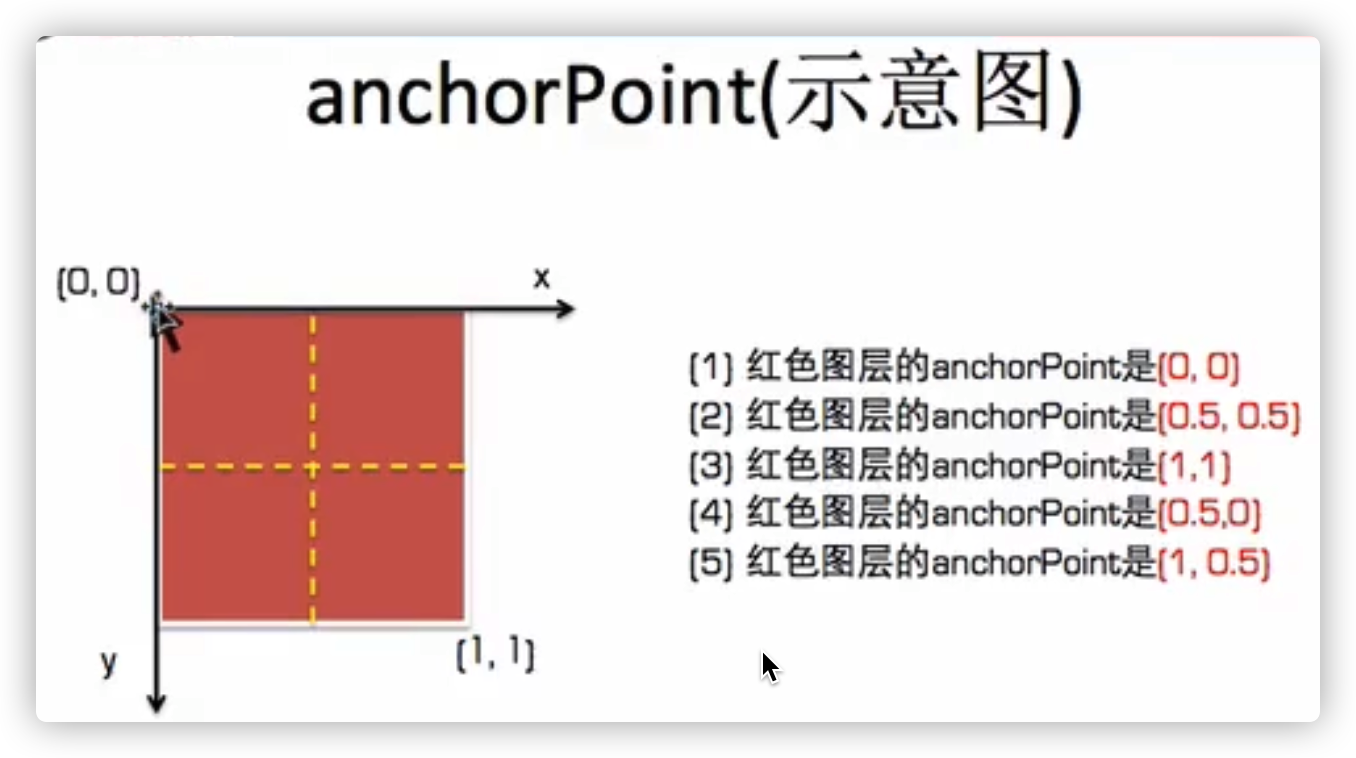 anchorPoint(示意图)
(0, 0)
x
(1) 红色图层的anchorPoint是(0, 0)
(2) 红色图层的anchorPoint是(0.5, 0.5)
(3) 红色图层的anchorPoint是(1,1)
(4) 红色图层的anchorPoint是(0.5,0)
(5) 红色图层的anchorPoint是(1, 0.5)
y
(1, 1)